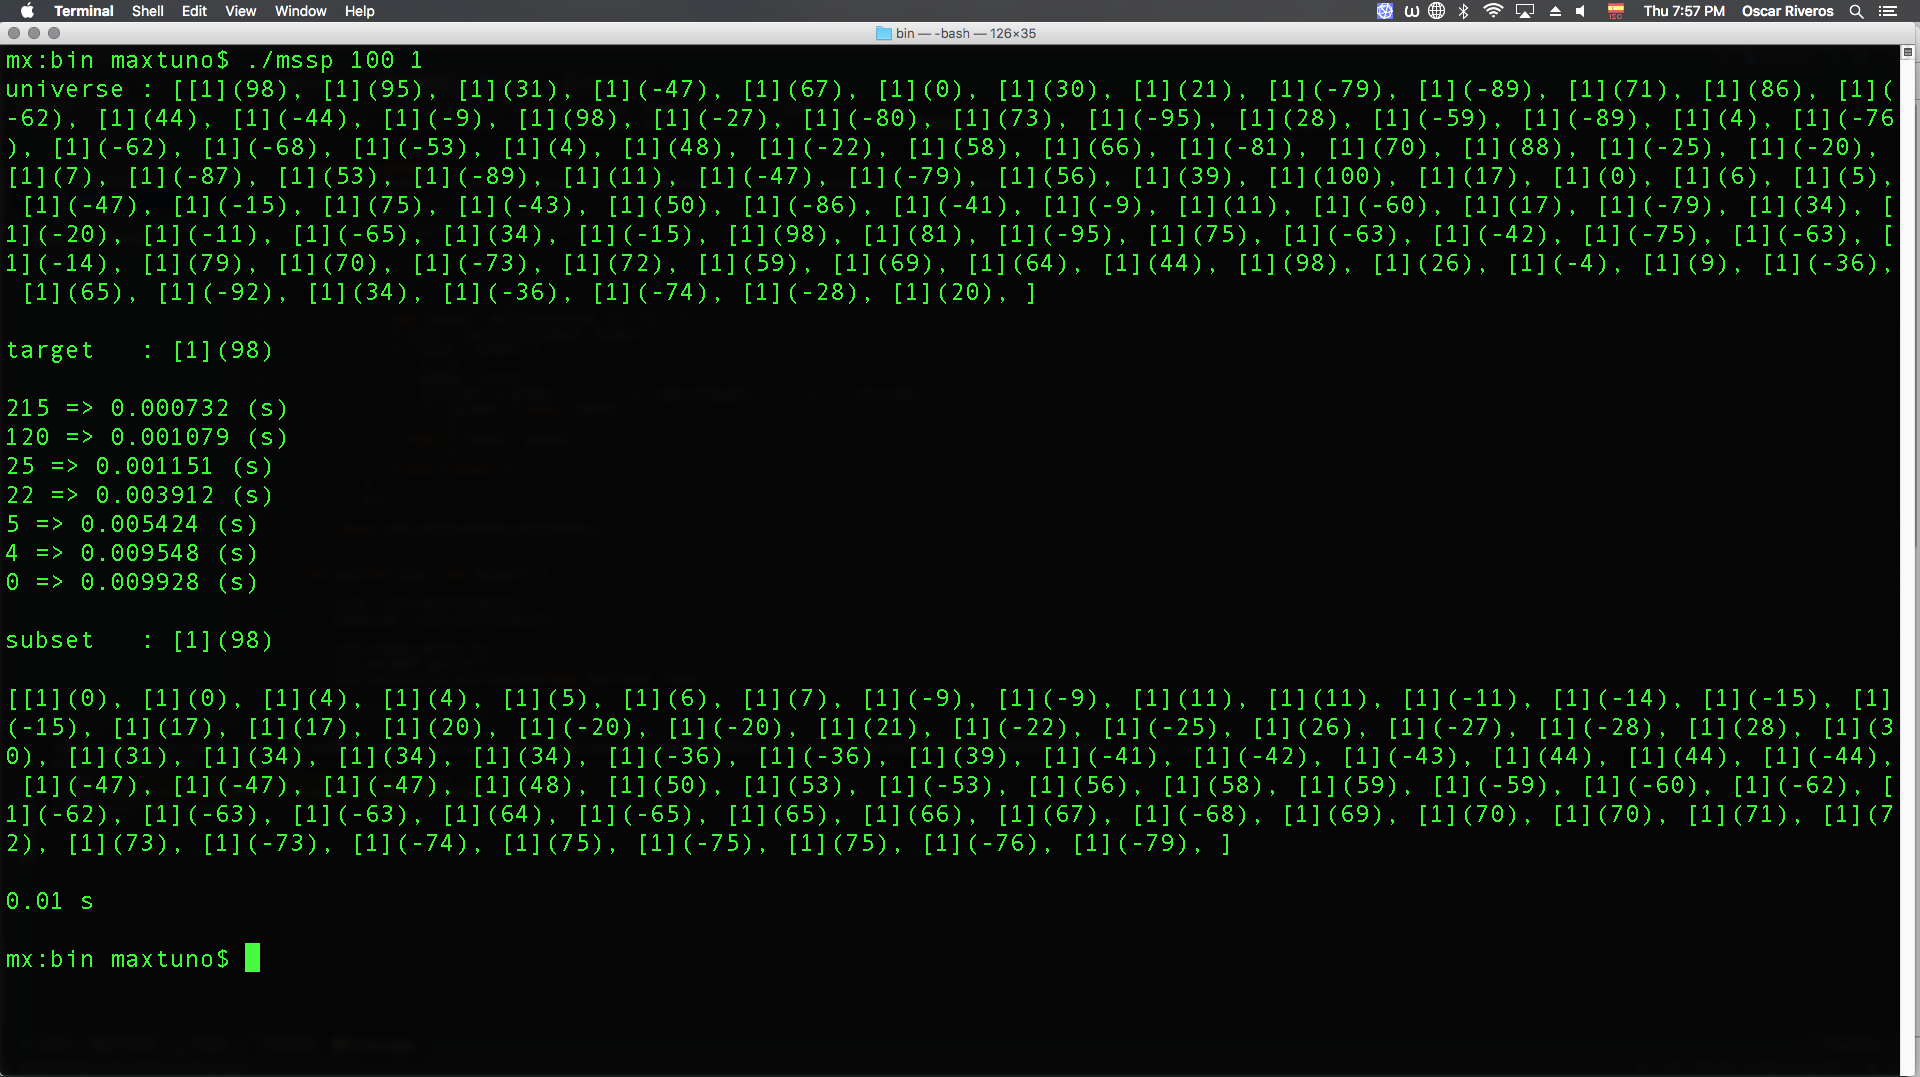 Terminal Shell Edit View Window Help Thu 7:57 PM Oscar Riveros
bin — -bash — 126×35
mx:bin maxtuno$ ./mssp 100 1
universe : [[1](98), [1](95), [1](31), [1](-47), [1](67), [1](0), [1](30), [1](21), [1](-79), [1](-89), [1](71), [1](86), [1](
-62), [1](44), [1](-44), [1](-9), [1](98), [1](-27), [1](-80), [1](73), [1](-95), [1](28), [1](-59), [1](-89), [1](4), [1](-76
), [1](-62), [1](-68), [1](-53), [1](4), [1](48), [1](-22), [1](58), [1](66), [1](-81), [1](70), [1](88), [1](-25), [1](-20),
[1](7), [1](-87), [1](53), [1](-89), [1](11), [1](-47), [1](-79), [1](56), [1](39), [1](100), [1](17), [1](0), [1](6), [1](5),
[1](-47), [1](-15), [1](75), [1](-43), [1](50), [1](-86), [1](-41), [1](-9), [1](11), [1](-60), [1](17), [1](-79), [1](34), [
1](-20), [1](-11), [1](-65), [1](34), [1](-15), [1](98), [1](81), [1](-95), [1](75), [1](-63), [1](-42), [1](-75), [1](-63), [
1](-14), [1](79), [1](70), [1](-73), [1](72), [1](59), [1](69), [1](64), [1](44), [1](98), [1](26), [1](-4), [1](9), [1](-36),
[1](65), [1](-92), [1](34), [1](-36), [1](-74), [1](-28), [1](20), ]
target : [1](98)
215 => 0.000732 (s)
120 => 0.001079 (s)
25 => 0.001151 (s)
22 => 0.003912 (s)
5 => 0.005424 (s)
4 => 0.009548 (s)
0 => 0.009928 (s)
subset : [1](98)
[[1](0), [1](0), [1](4), [1](4), [1](5), [1](6), [1](7), [1](-9), [1](-9), [1](11), [1](11), [1](-11), [1](-14), [1](-15), [1]
(-15), [1](17), [1](17), [1](20), [1](-20), [1](-20), [1](21), [1](-22), [1](-25), [1](26), [1](-27), [1](-28), [1](28), [1](3
0), [1](31), [1](34), [1](34), [1](34), [1](-36), [1](-36), [1](39), [1](-41), [1](-42), [1](-43), [1](44), [1](44), [1](-44),
[1](-47), [1](-47), [1](-47), [1](48), [1](50), [1](53), [1](-53), [1](56), [1](58), [1](59), [1](-59), [1](-60), [1](-62), [
1](-62), [1](-63), [1](-63), [1](64), [1](-65), [1](65), [1](66), [1](67), [1](-68), [1](69), [1](70), [1](70), [1](71), [1](7
2), [1](73), [1](-73), [1](-74), [1](75), [1](-75), [1](75), [1](-76), [1](-79), ]
0.01 s
mx:bin maxtuno$